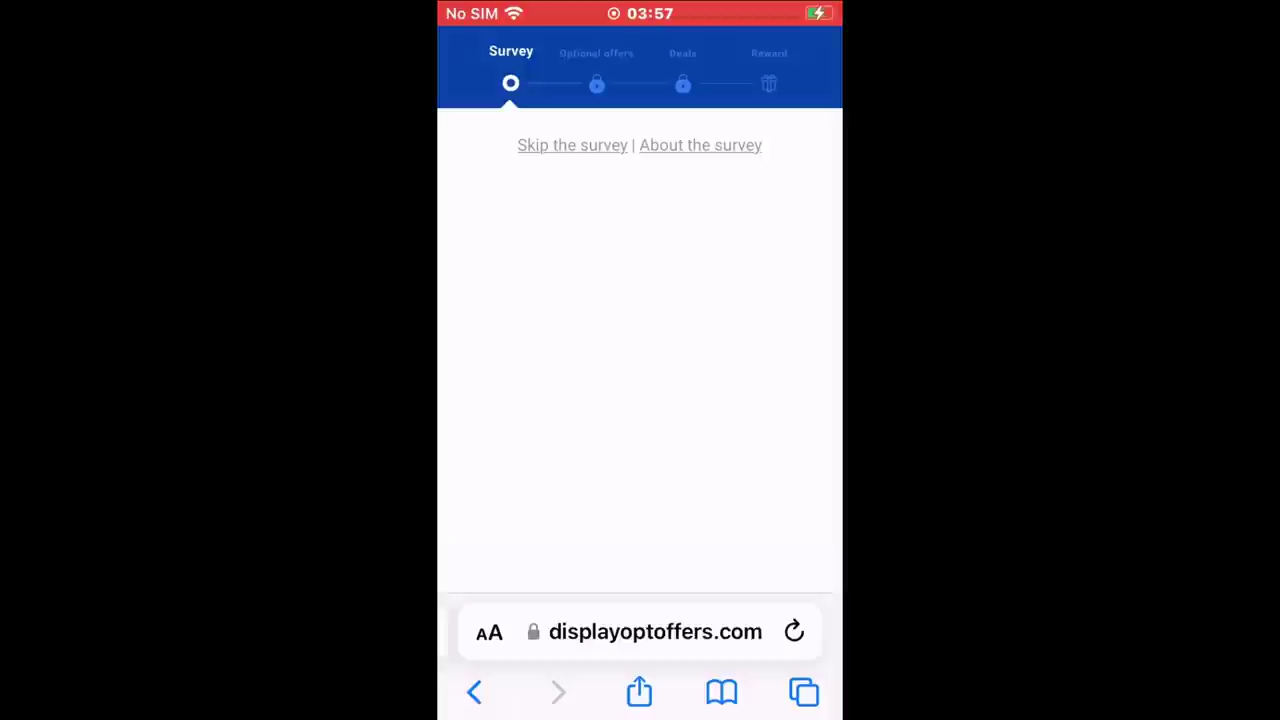 No SIM 03:57
Survey Optional offers Deals Reward
Skip the survey | About the survey
AA displayoptoffers.com